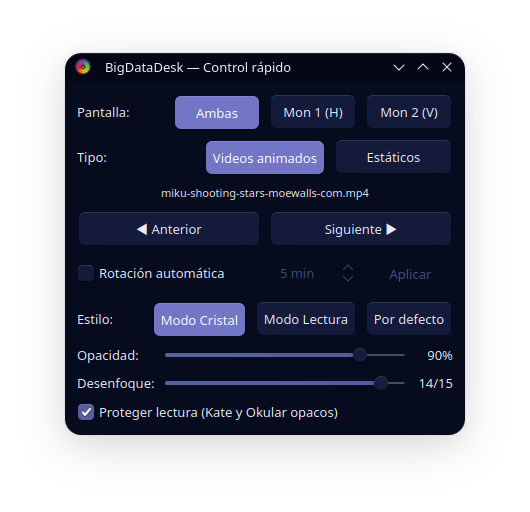 BigDataDesk — Control rápido
Pantalla: Ambas Mon 1 (H) Mon 2 (V)
Tipo: Videos animados Estáticos
miku-shooting-stars-moewalls-com.mp4
◀ Anterior Siguiente ▶
Rotación automática 5 min Aplicar
Estilo: Modo Cristal Modo Lectura Por defecto
Opacidad: 90%
Desenfoque: 14/15
Proteger lectura (Kate y Okular opacos)